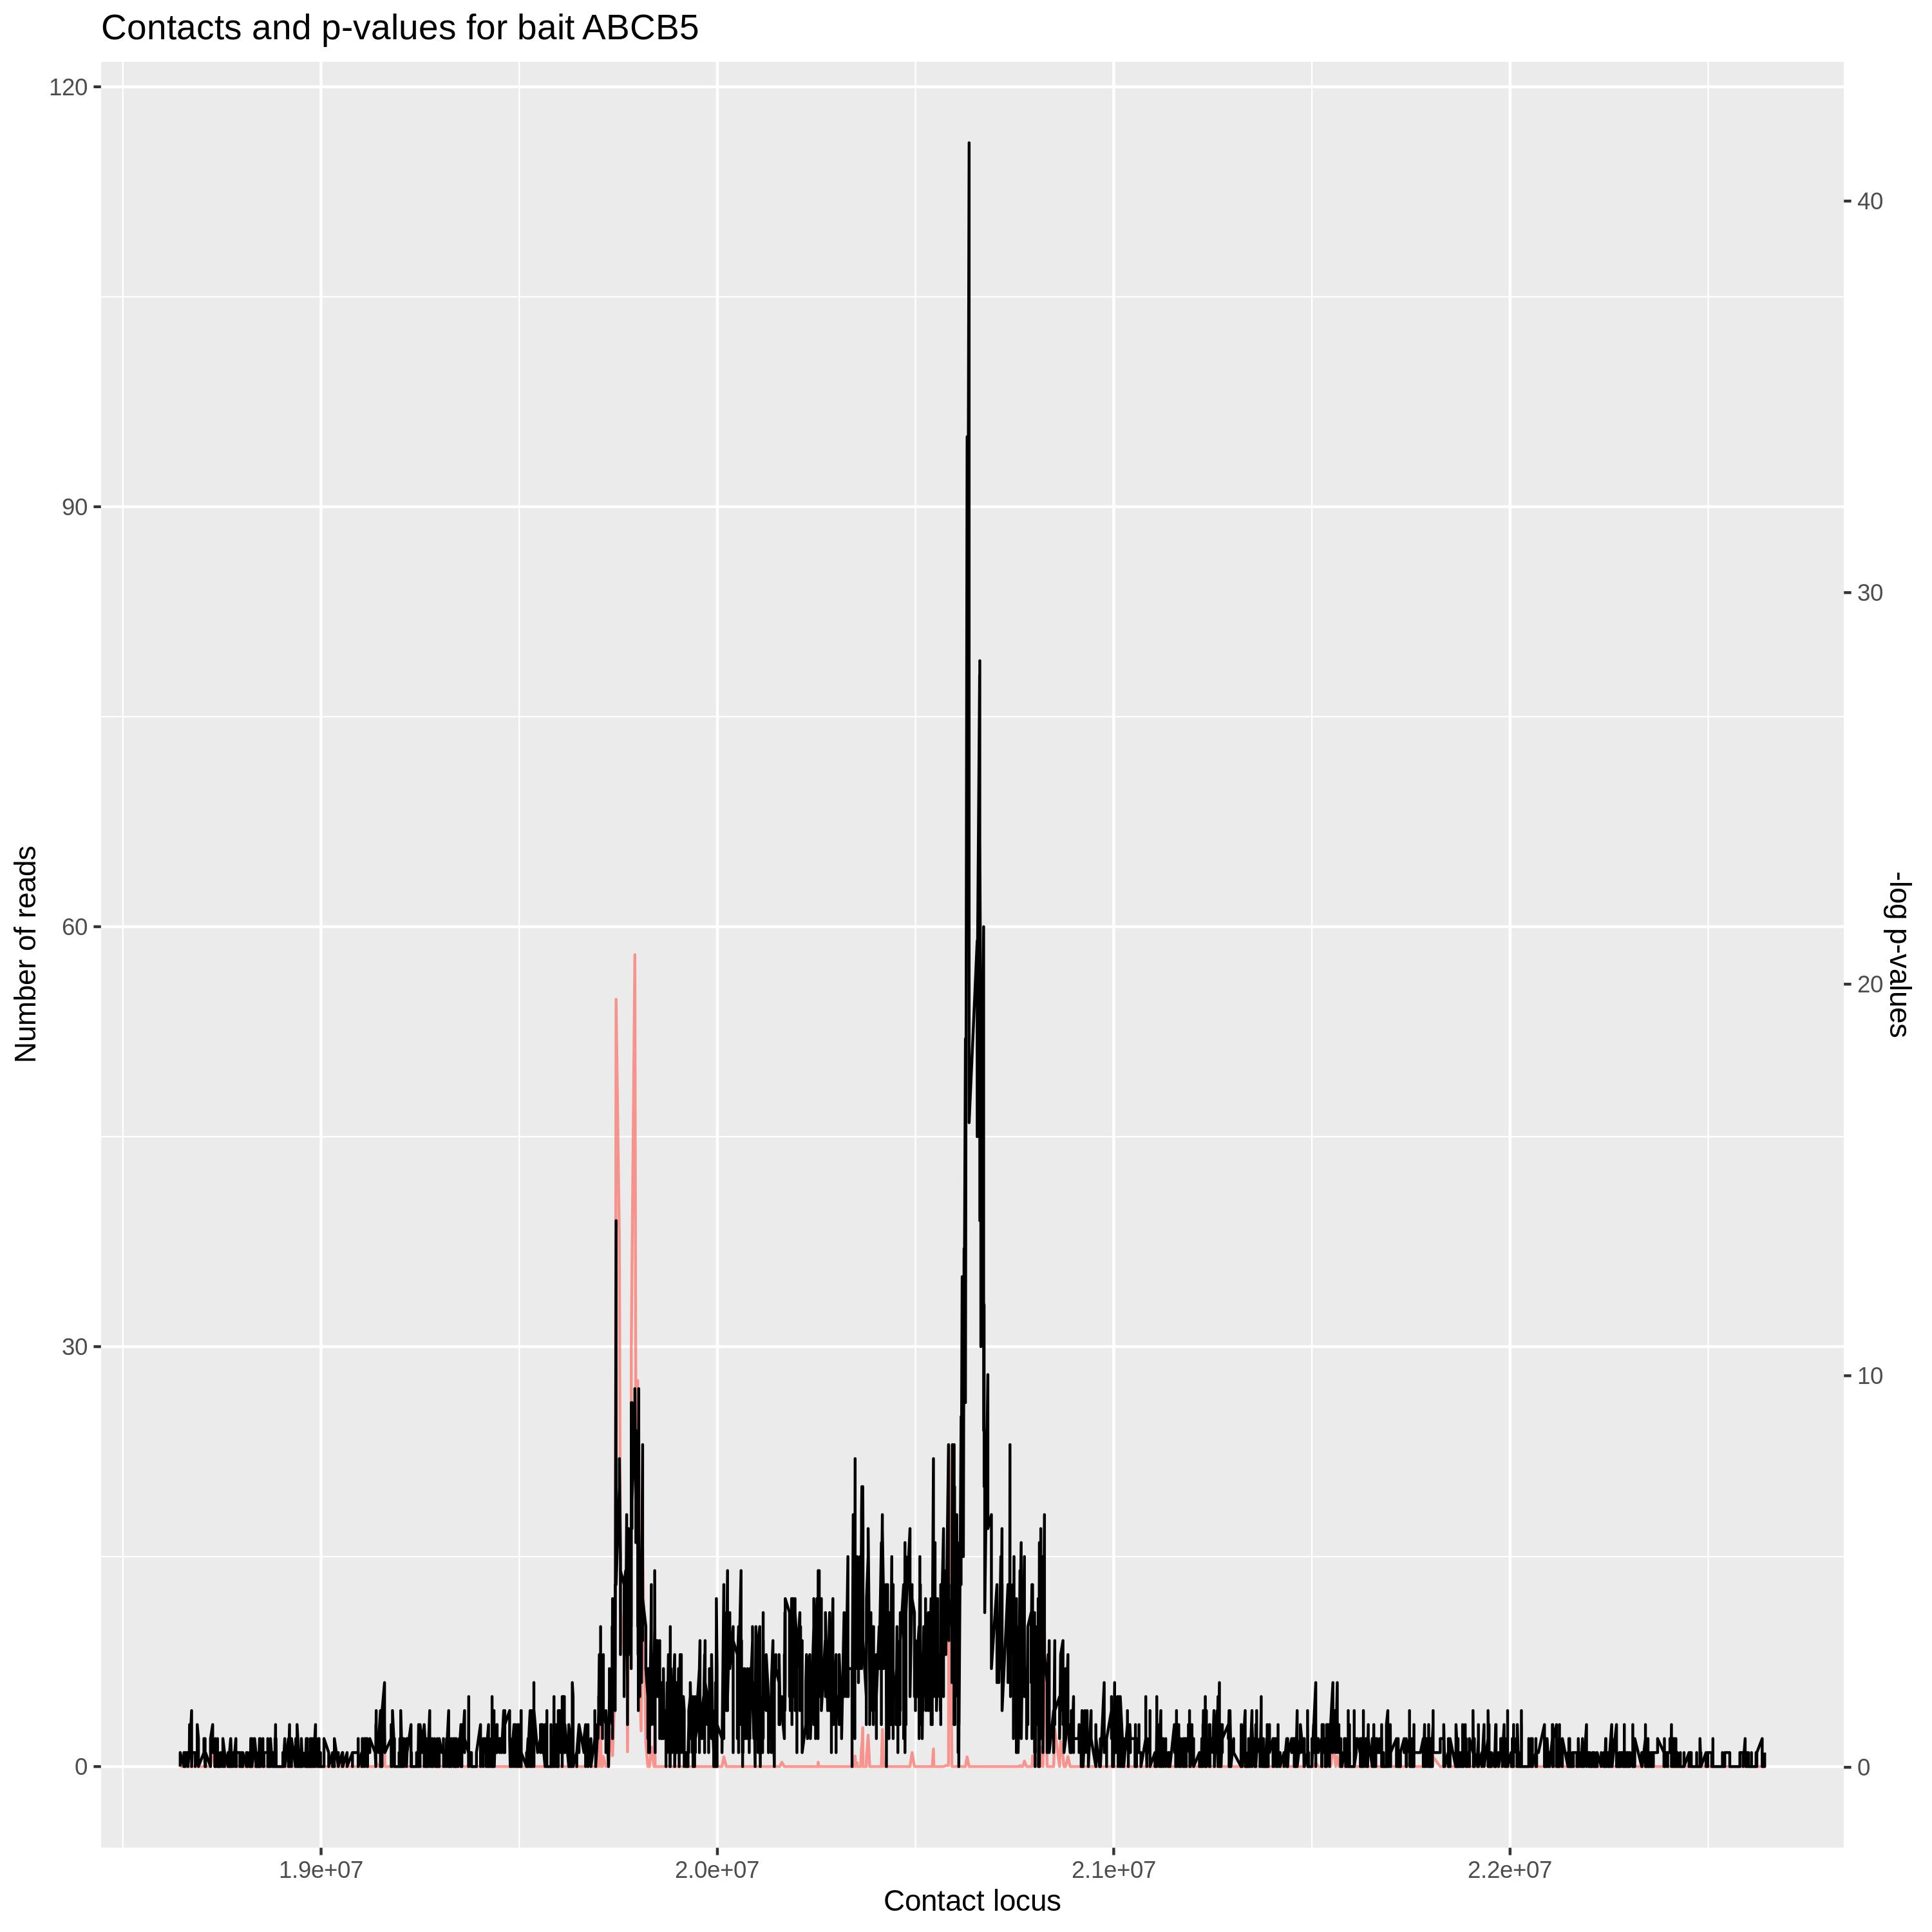 Contacts and p-values for bait ABCB5
120
90
60
30
0
Number of reads
40
30
20
10
0
-log p-values
1.9e+07 2.0e+07 2.1e+07 2.2e+07
Contact locus